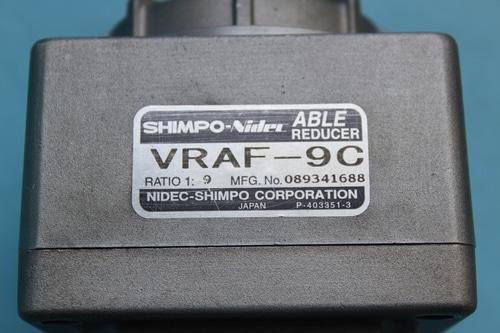 SHIMPO-Nidec ABLE REDUCER
VRAF-9C
RATIO 1: 9 MFG. No. 089341688
NIDEC-SHIMPO CORPORATION
JAPAN P-403351-3